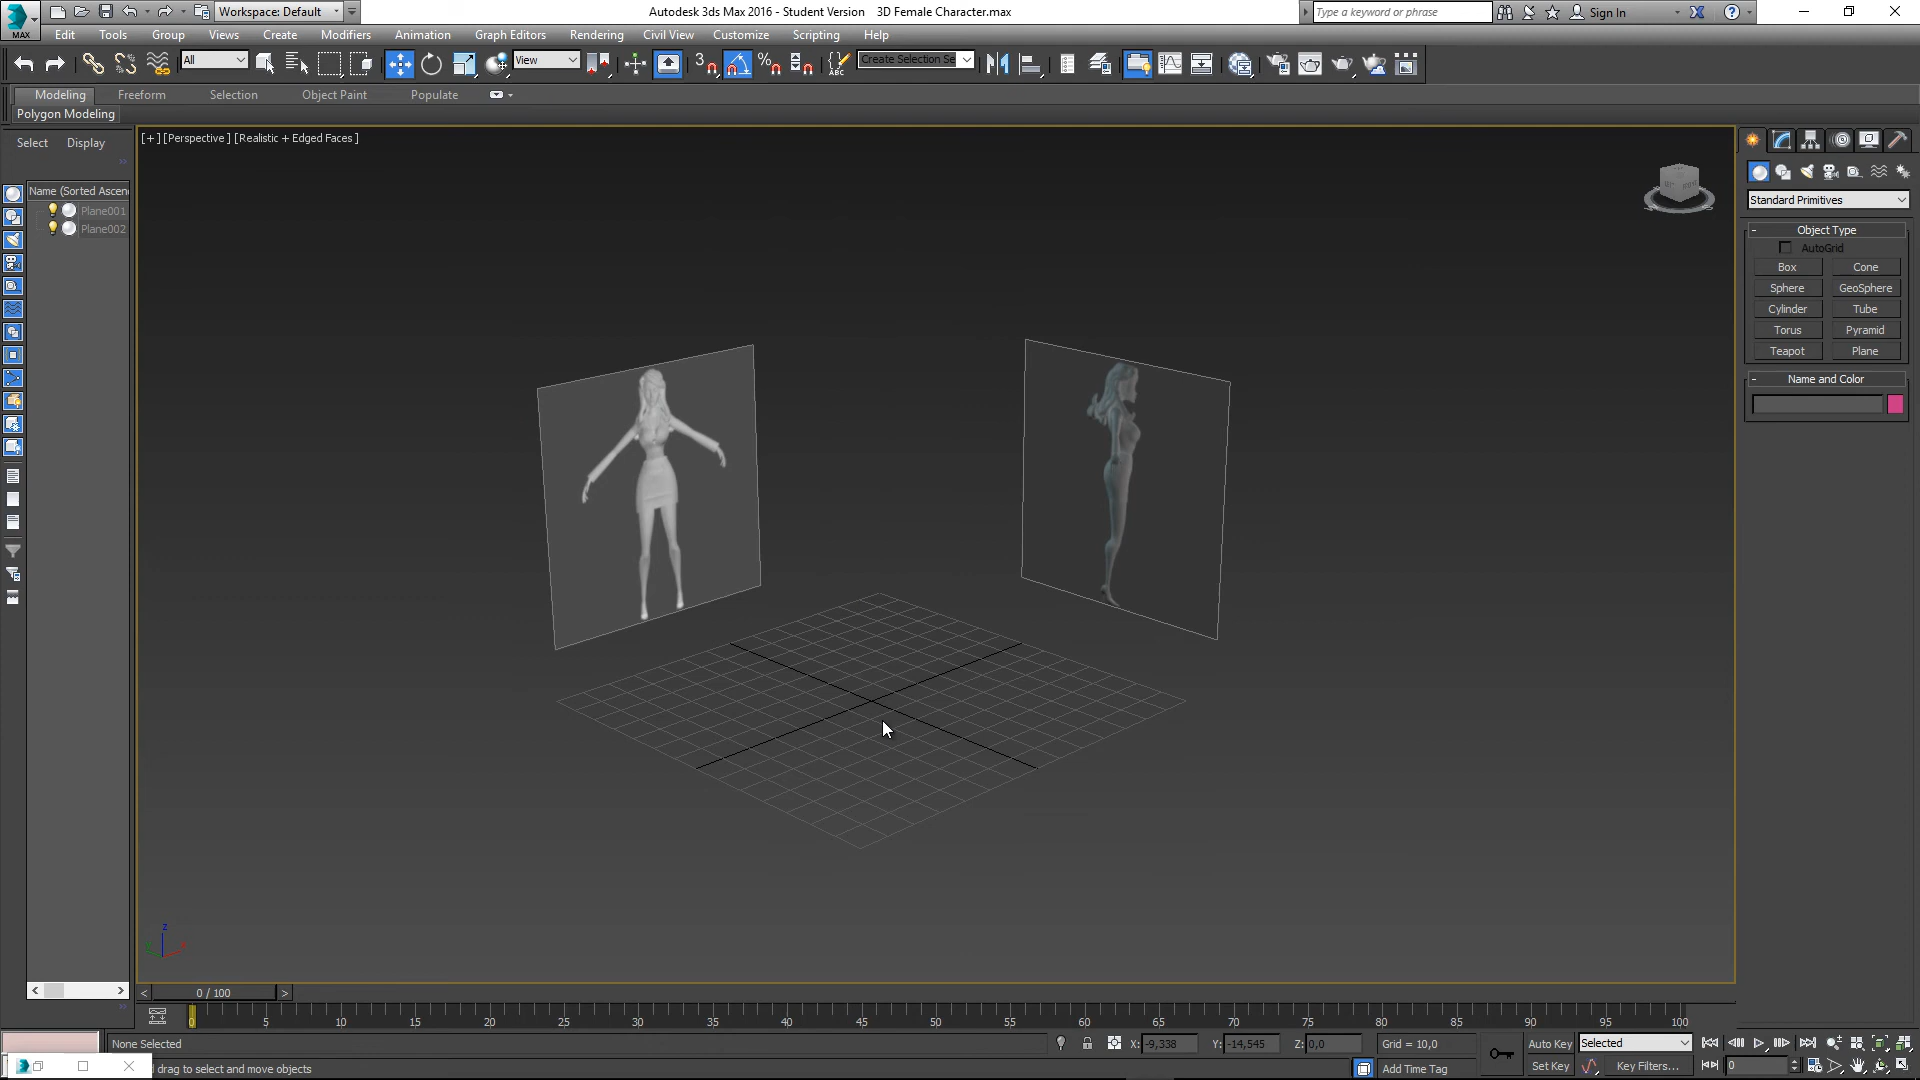 Workspace: Default
Autodesk 3ds Max 2016 - Student Version    3D Female Character.max
Type a keyword or phrase
Sign In
MAX
Edit Tools Group Views Create Modifiers Animation Graph Editors Rendering Civil View Customize Scripting Help
All
View
3
ABC
Create Selection Se
Modeling Freeform Selection Object Paint Populate
Polygon Modeling
Select Display
[+] [Perspective ] [Realistic + Edged Faces ]
Name (Sorted Ascen
Plane001
Plane002
Standard Primitives
- Object Type
AutoGrid
Box Cone
Sphere GeoSphere
Cylinder Tube
Torus Pyramid
Teapot Plane
- Name and Color
z
x
< 0 / 100 >
0 5 10 15 20 25 30 35 40 45 50 55 60 65 70 75 80 85 90 95 100
None Selected
X: -9,338 Y: -14,545 Z: 0,0 Grid = 10,0
Auto Key Selected
drag to select and move objects
Add Time Tag
Set Key Key Filters... 0